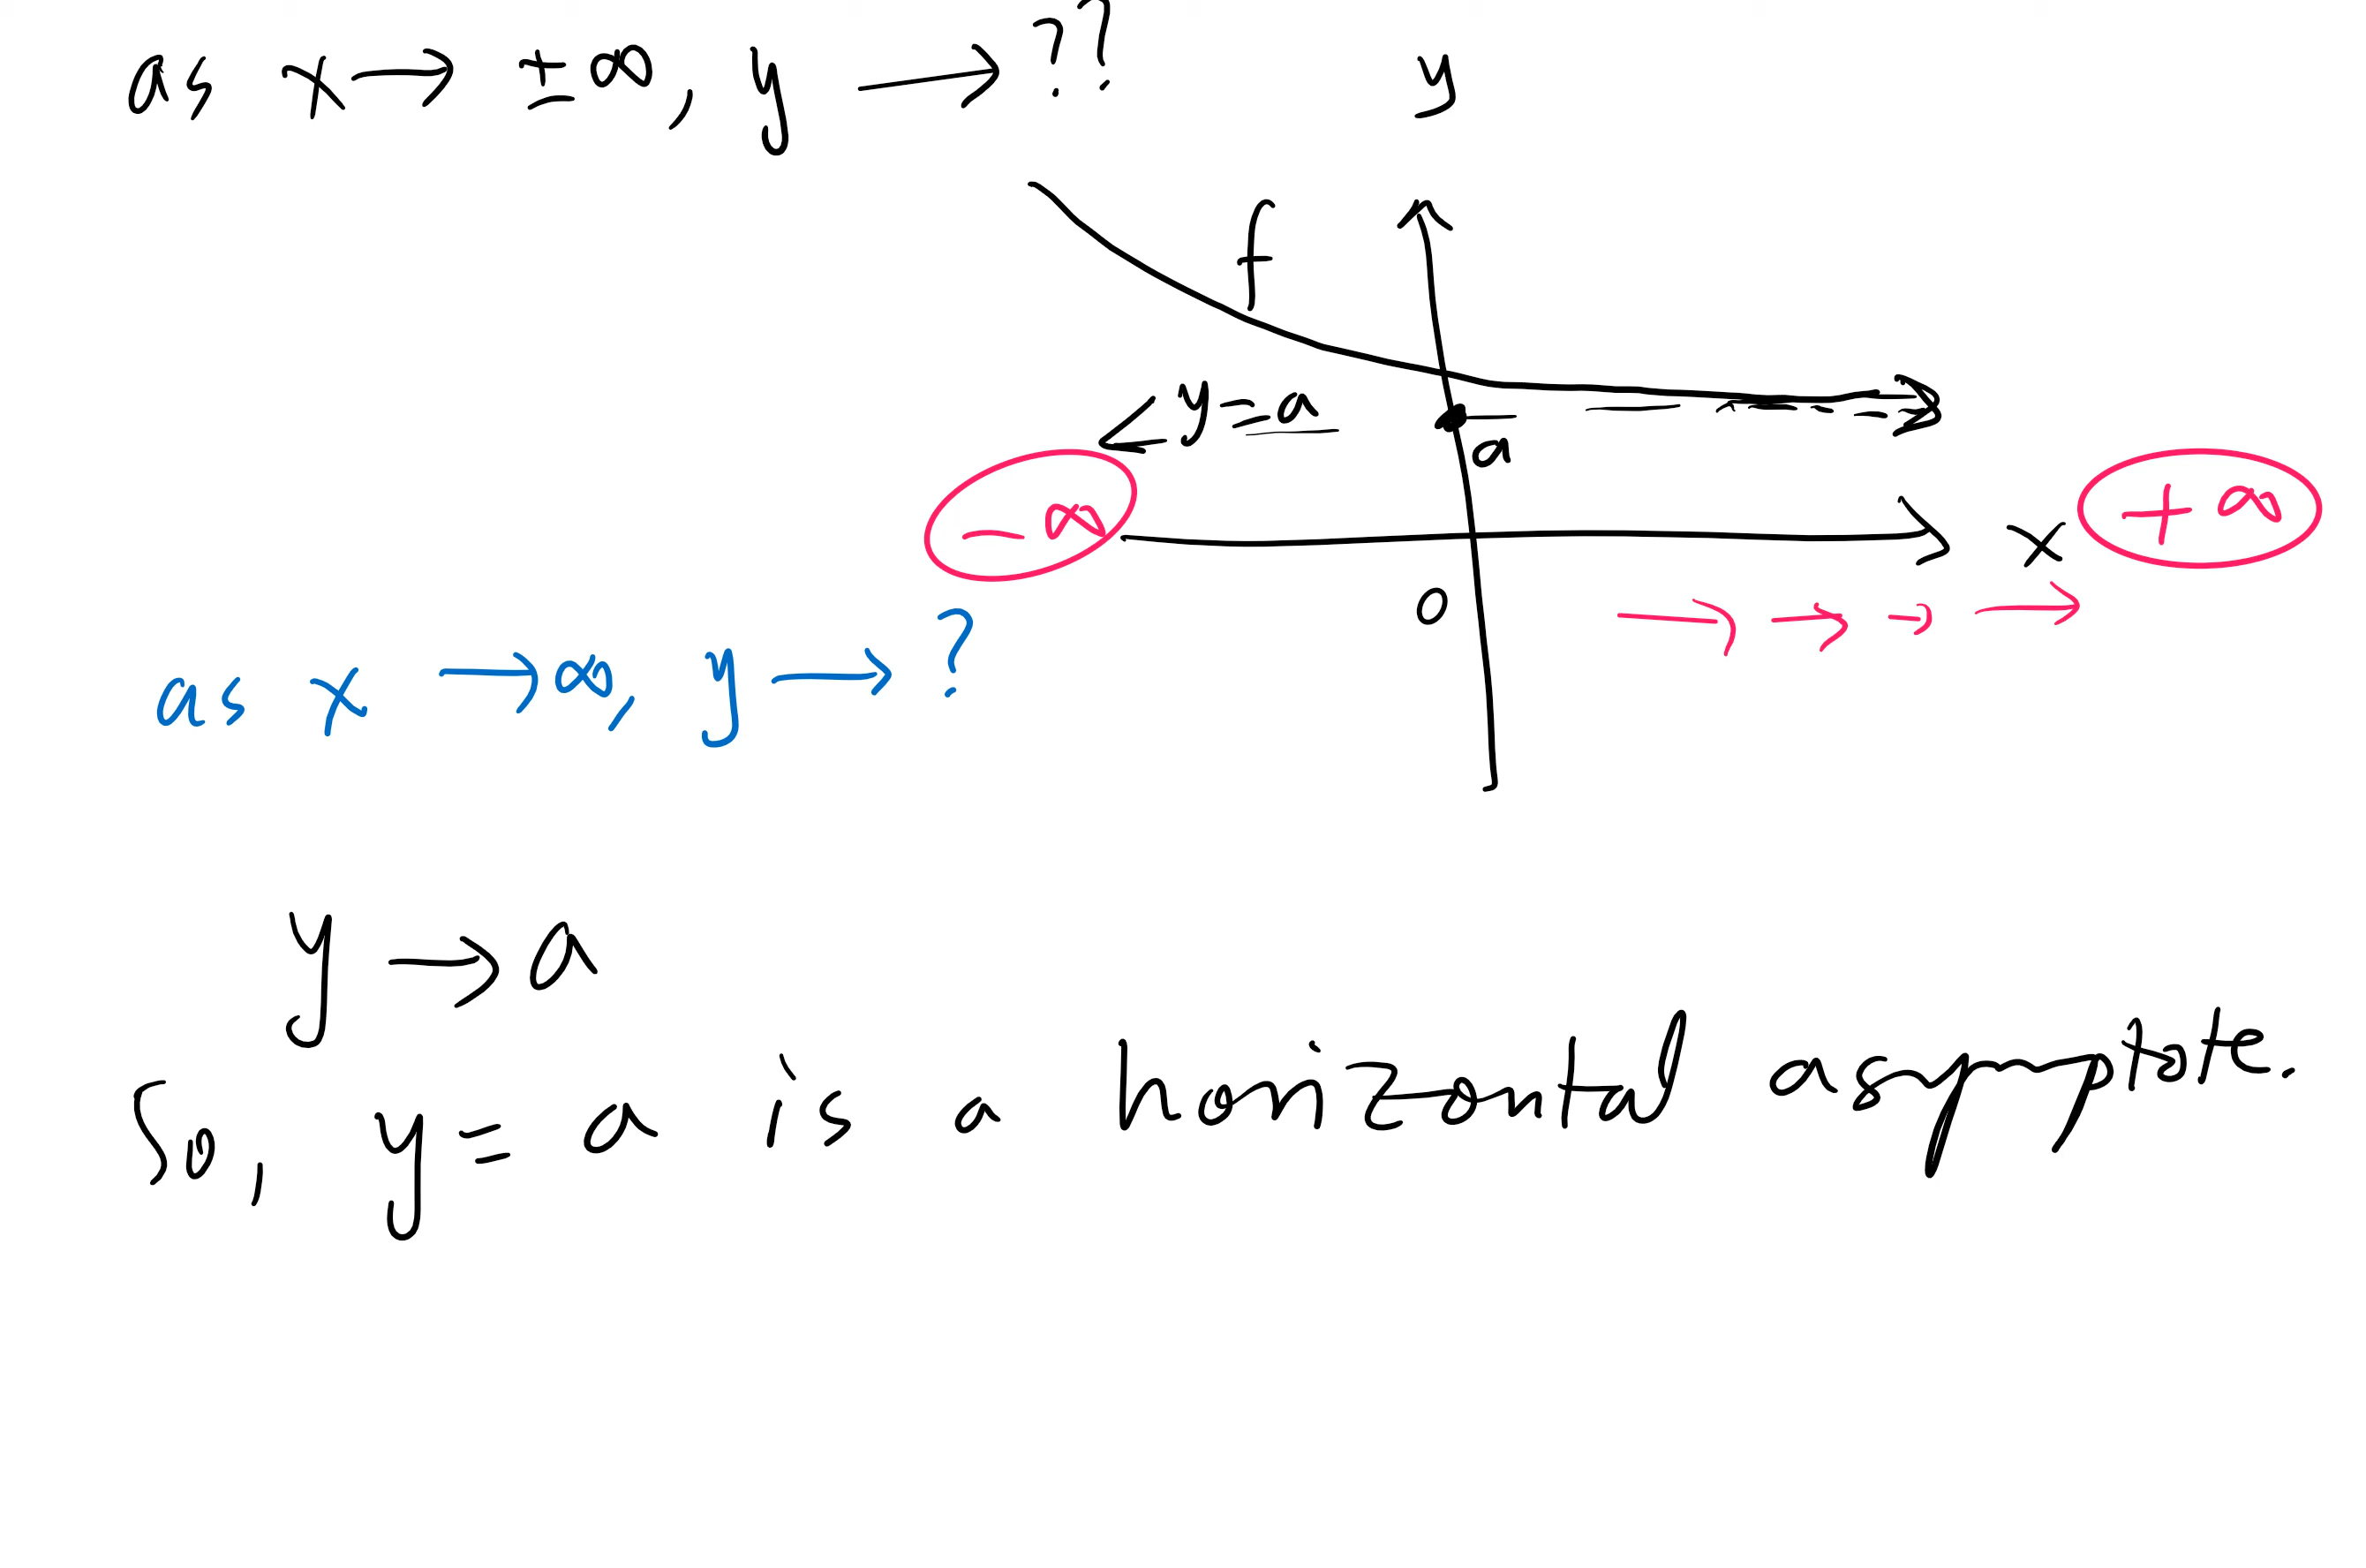 as x → ± ∞, y → ??
y
f
y = a
a
- ∞
+ ∞
x
0
as x → ∞, y → ?
y → a
So, y = a is a horizontal asymptote.